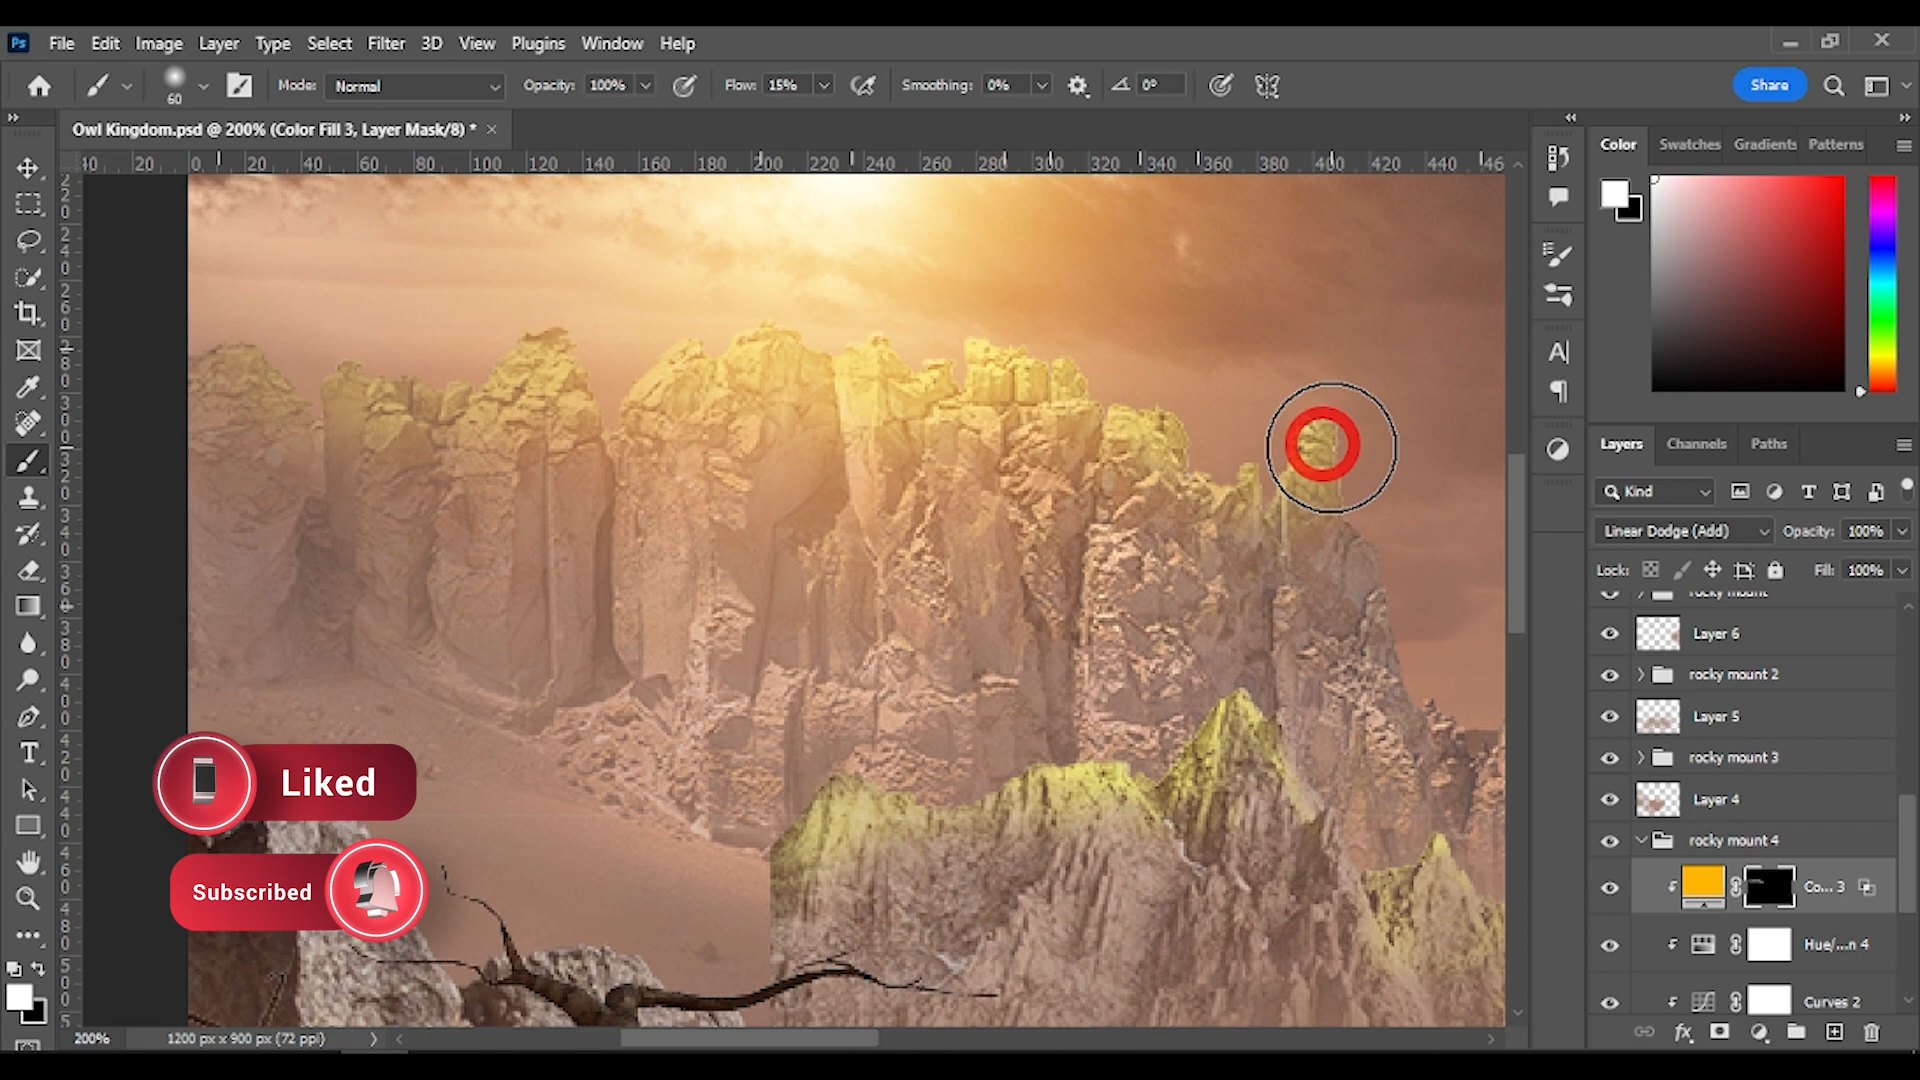 Ps File Edit Image Layer Type Select Filter 3D View Plugins Window Help
60 Mode: Normal Opacity: 100% Flow: 15% Smoothing: 0% 0° Share
Owl Kingdom.psd @ 200% (Color Fill 3, Layer Mask/8) * ×
40 20 0 20 40 60 80 100 120 140 160 180 200 220 240 260 280 300 320 340 360 380 400 420 440 46
Color Swatches Gradients Patterns
Layers Channels Paths
Kind
Linear Dodge (Add) Opacity: 100%
Lock: Fill: 100%
rocky mount
Layer 6
rocky mount 2
Layer 5
rocky mount 3
Layer 4
rocky mount 4
Co... 3
Hue/...n 4
Curves 2
Liked
Subscribed
200% 1200 px x 900 px (72 ppi)